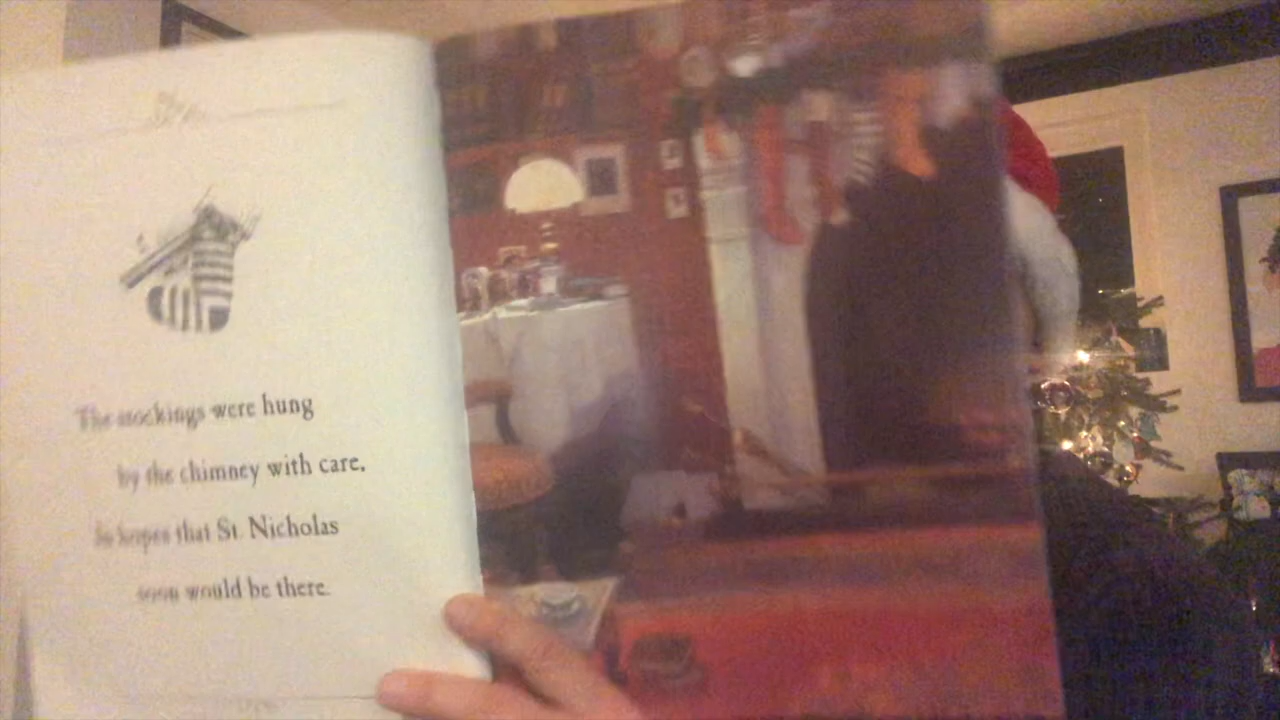 The stockings were hung
by the chimney with care,
In hopes that St. Nicholas
soon would be there.